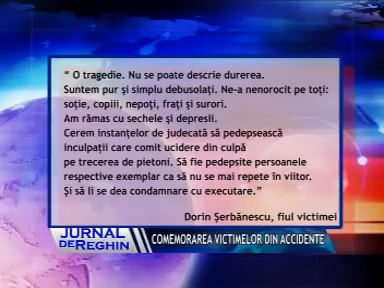 “ O tragedie. Nu se poate descrie durerea.
Suntem pur și simplu debusolați. Ne-a nenorocit pe toți:
soție, copiii, nepoți, frați și surori.
Am rămas cu sechele și depresii.
Cerem instanțelor de judecată să pedepsească
inculpații care comit ucidere din culpă
pe trecerea de pietoni. Să fie pedepsite persoanele
respective exemplar ca să nu se mai repete în viitor.
Și să li se dea condamnare cu executare.”
Dorin Șerbănescu, fiul victimei
JURNAL
DE REGHIN
COMEMORAREA VICTIMELOR DIN ACCIDENTE